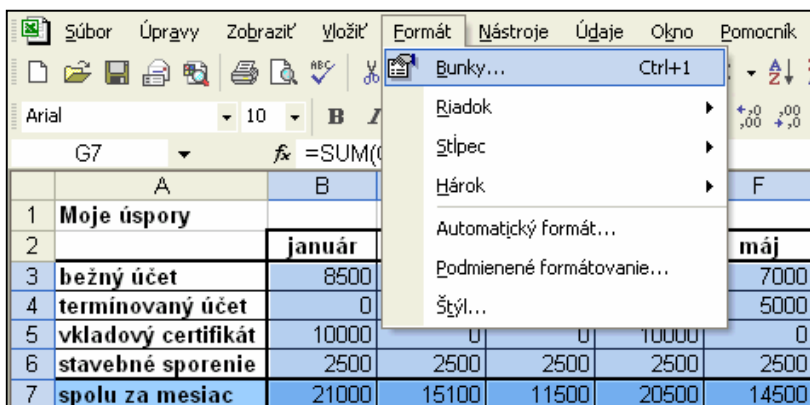 Súbor Úpravy Zobraziť Vložiť Formát Nástroje Údaje Okno Pomocník
ABC
Bunky... Ctrl+1
Arial 10 B I
Riadok
G7 fx =SUM(
Stĺpec
A B F
Hárok
1 Moje úspory
Automatický formát...
2 január máj
Podmienené formátovanie...
3 bežný účet 8500 7000
Štýl...
4 termínovaný účet 0 5000
5 vkladový certifikát 10000 0 0 10000 0
6 stavebné sporenie 2500 2500 2500 2500 2500
7 spolu za mesiac 21000 15100 11500 20500 14500